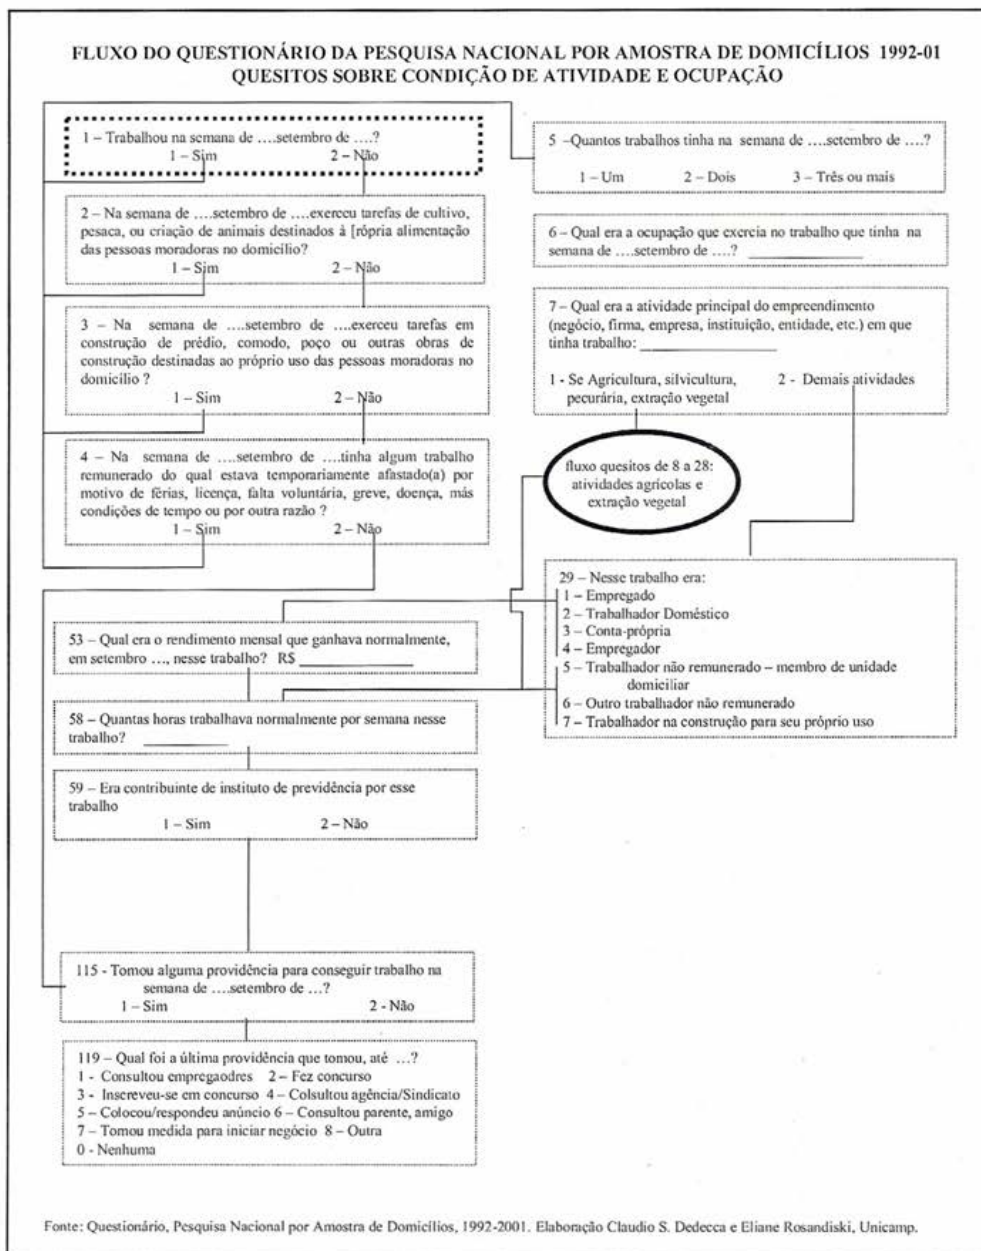 FLUXO DO QUESTIONÁRIO DA PESQUISA NACIONAL POR AMOSTRA DE DOMICÍLIOS 1992-01
QUESITOS SOBRE CONDIÇÃO DE ATIVIDADE E OCUPAÇÃO
1 – Trabalhou na semana de ....setembro de ....?
1 – Sim 2 – Não
2 – Na semana de ....setembro de ....exerceu tarefas de cultivo,
pesaca, ou criação de animais destinados à [rópria alimentação
das pessoas moradoras no domicílio?
1 – Sim 2 – Não
3 – Na semana de ....setembro de ....exerceu tarefas em
construção de prédio, comodo, poço ou outras obras de
construção destinadas ao próprio uso das pessoas moradoras no
domicílio ?
1 – Sim 2 – Não
4 – Na semana de ....setembro de ....tinha algum trabalho
remunerado do qual estava temporariamente afastado(a) por
motivo de férias, licença, falta voluntária, greve, doença, más
condições de tempo ou por outra razão ?
1 – Sim 2 – Não
5 –Quantos trabalhos tinha na semana de ....setembro de ....?
1 – Um 2 – Dois 3 – Três ou mais
6 – Qual era a ocupação que exercia no trabalho que tinha na
semana de ....setembro de ....? ____________
7 – Qual era a atividade principal do empreendimento
(negócio, firma, empresa, instituição, entidade, etc.) em que
tinha trabalho: ____________
1 - Se Agricultura, silvicultura, 2 - Demais atividades
pecurária, extração vegetal
fluxo quesitos de 8 a 28:
atividades agrícolas e
extração vegetal
29 – Nesse trabalho era:
1 – Empregado
2 – Trabalhador Doméstico
3 – Conta-própria
4 – Empregador
5 – Trabalhador não remunerado – membro de unidade
domiciliar
6 – Outro trabalhador não remunerado
7 – Trabalhador na construção para seu próprio uso
53 – Qual era o rendimento mensal que ganhava normalmente,
em setembro ..., nesse trabalho? R$ ____________
58 – Quantas horas trabalhava normalmente por semana nesse
trabalho? ____________
59 – Era contribuinte de instituto de previdência por esse
trabalho
1 – Sim 2 – Não
115 - Tomou alguma providência para conseguir trabalho na
semana de ....setembro de ...?
1 – Sim 2 - Não
119 – Qual foi a última providência que tomou, até ...?
1 - Consultou empregaodres 2 – Fez concurso
3 - Inscreveu-se em concurso 4 – Colsultou agência/Sindicato
5 – Colocou/respondeu anúncio 6 – Consultou parente, amigo
7 – Tomou medida para iniciar negócio 8 – Outra
0 - Nenhuma
Fonte: Questionário, Pesquisa Nacional por Amostra de Domicílios, 1992-2001. Elaboração Claudio S. Dedecca e Eliane Rosandiski, Unicamp.